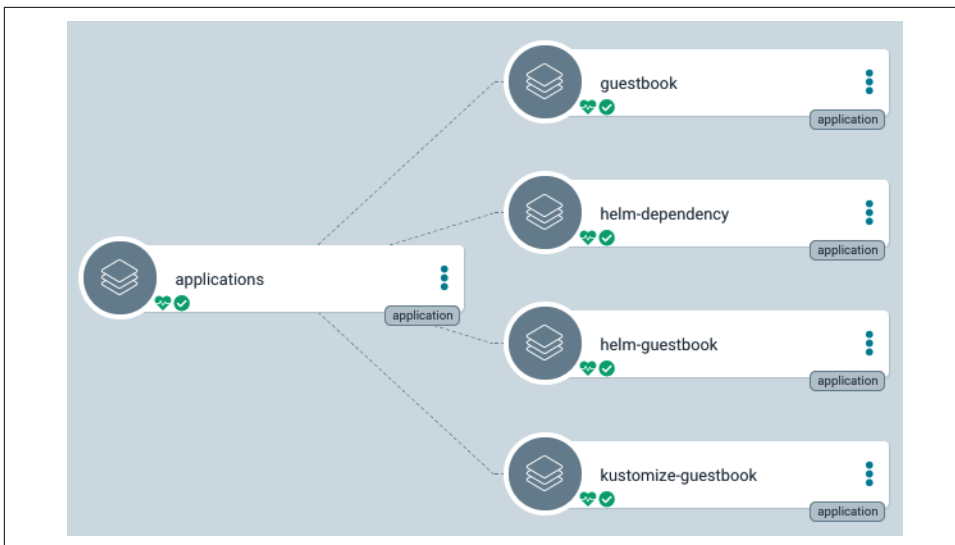 guestbook
application
helm-dependency
application
applications
application
helm-guestbook
application
kustomize-guestbook
application